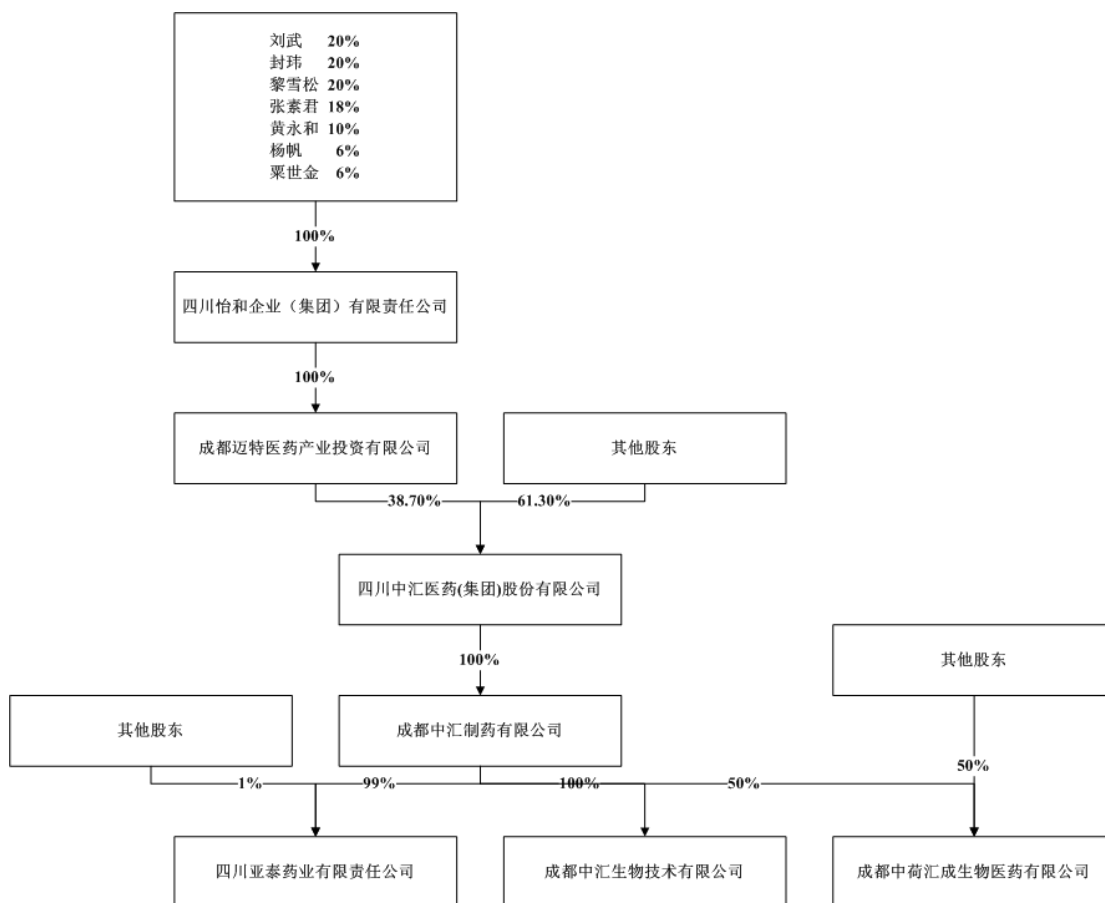 刘武 20%
封玮 20%
黎雪松 20%
张素君 18%
黄永和 10%
杨帆 6%
粟世金 6%
100%
四川怡和企业（集团）有限责任公司
100%
成都迈特医药产业投资有限公司
其他股东
38.70%
61.30%
四川中汇医药(集团)股份有限公司
100%
其他股东
其他股东
成都中汇制药有限公司
50%
1%
99%
100%
50%
四川亚泰药业有限责任公司
成都中汇生物技术有限公司
成都中荷汇成生物医药有限公司